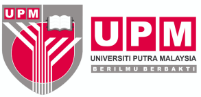 UPM
UPM
UNIVERSITI PUTRA MALAYSIA
BERILMU BERBAKTI